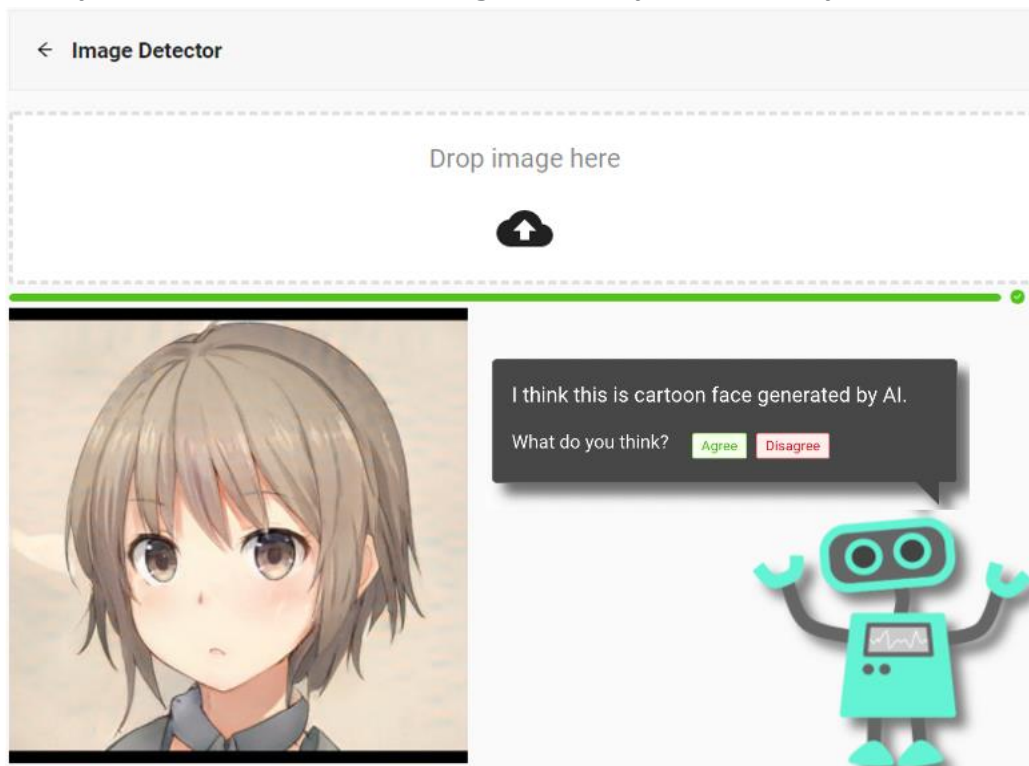 Image Detector
Drop image here
I think this is cartoon face generated by AI.
What do you think? Agree Disagree